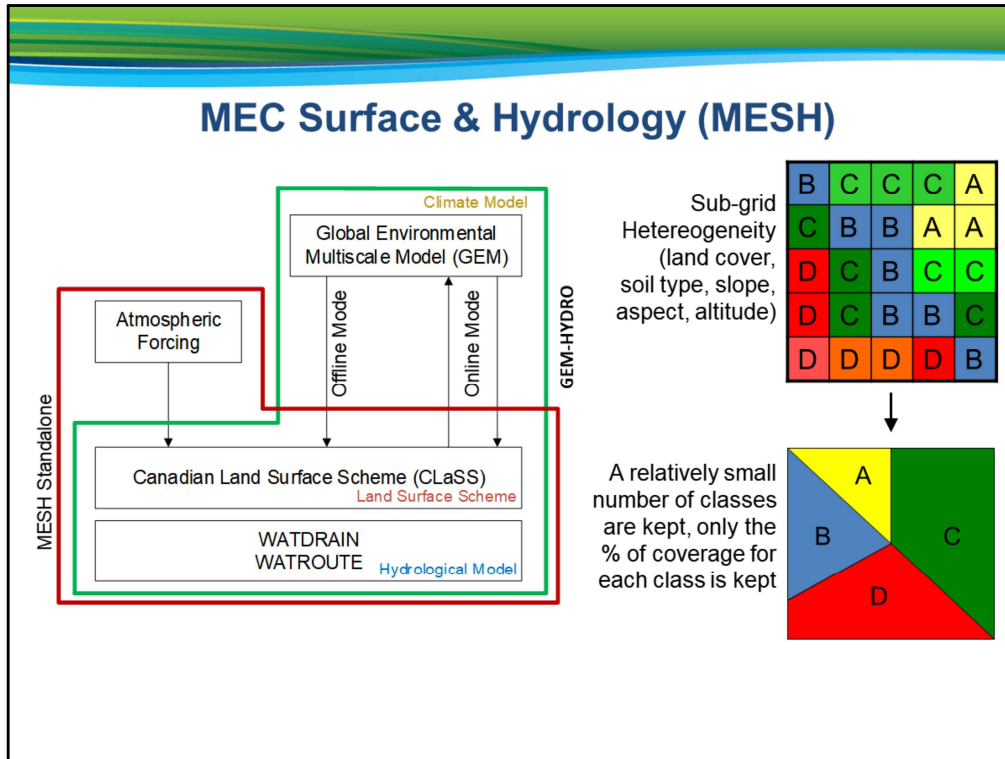 MEC Surface & Hydrology (MESH)
Climate Model
Global Environmental
Multiscale Model (GEM)
Atmospheric
Forcing
Offline Mode
Online Mode
GEM-HYDRO
MESH Standalone
Canadian Land Surface Scheme (CLaSS)
Land Surface Scheme
WATDRAIN
WATROUTE
Hydrological Model
Sub-grid
Hetereogeneity
(land cover,
soil type, slope,
aspect, altitude)
B C C C A
C B B A A
D C B C C
D C B B C
D D D D B
A relatively small
number of classes
are kept, only the
% of coverage for
each class is kept
A
B
C
D